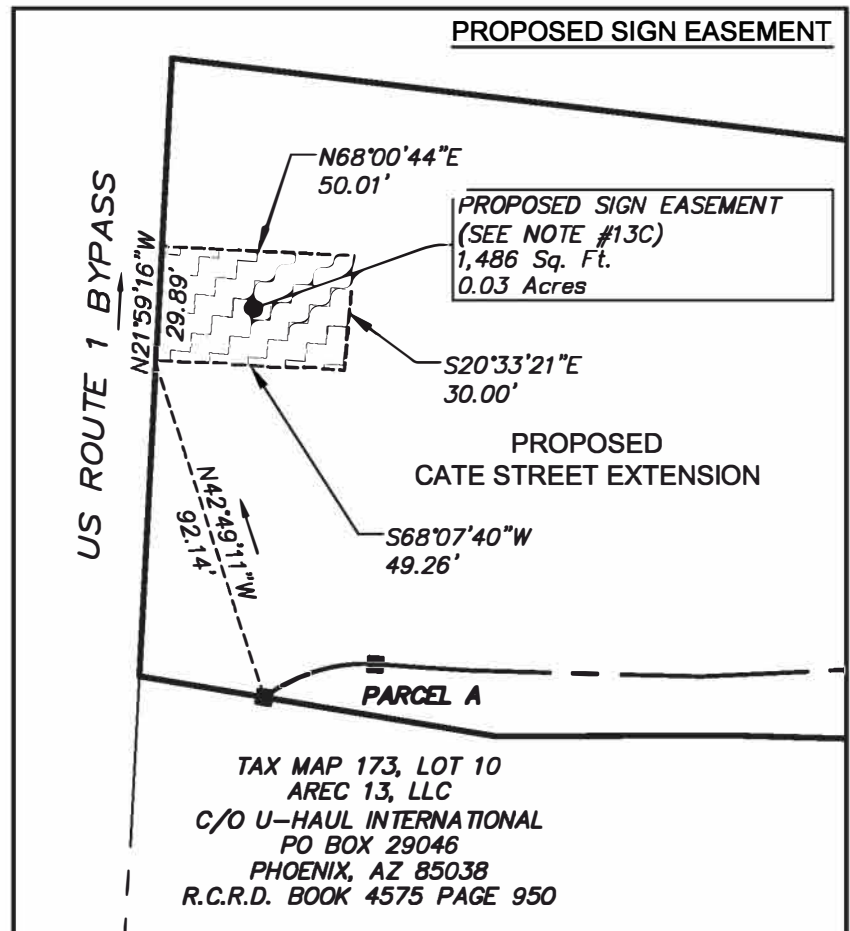 PROPOSED SIGN EASEMENT
N68°00'44"E
50.01'
PROPOSED SIGN EASEMENT
(SEE NOTE #13C)
1,486 Sq. Ft.
0.03 Acres
US ROUTE 1 BYPASS
N21°59'16"W
29.89'
S20°33'21"E
30.00'
PROPOSED
CATE STREET EXTENSION
S68°07'40"W
49.26'
N42°49'11"W
92.14'
PARCEL A
TAX MAP 173, LOT 10
AREC 13, LLC
C/O U-HAUL INTERNATIONAL
PO BOX 29046
PHOENIX, AZ 85038
R.C.R.D. BOOK 4575 PAGE 950